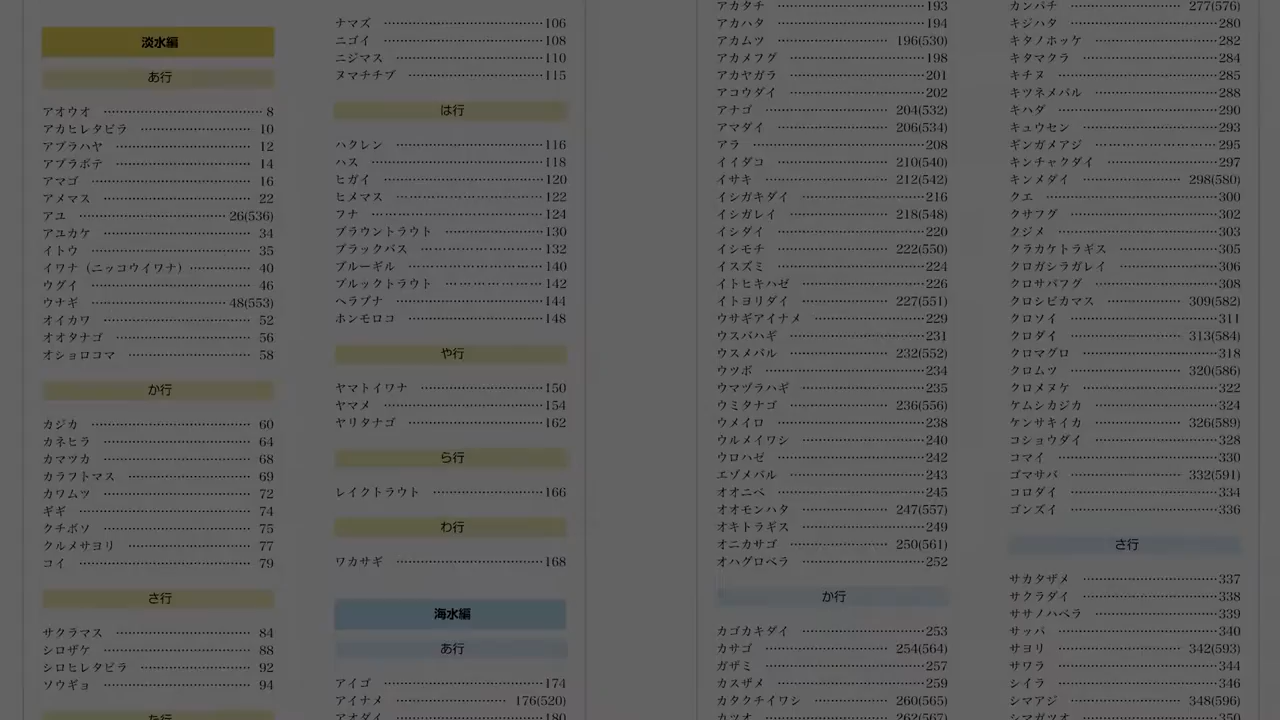 淡水編
あ行
アオウオ 8
アカヒレタビラ 10
アブラハヤ 12
アブラボテ 14
アマゴ 16
アメマス 22
アユ 26(536)
アユカケ 34
イトウ 35
イワナ（ニッコウイワナ） 40
ウグイ 46
ウナギ 48(553)
オイカワ 52
オオタナゴ 56
オショロコマ 58
か行
カジカ 60
カネヒラ 64
カマツカ 68
カラフトマス 69
カワムツ 72
ギギ 74
クチボソ 75
クルメサヨリ 77
コイ 79
さ行
サクラマス 84
シロザケ 88
シロヒレタビラ 92
ソウギョ 94
た行
ナマズ 106
ニゴイ 108
ニジマス 110
ヌマチチブ 115
は行
ハクレン 116
ハス 118
ヒガイ 120
ヒメマス 122
フナ 124
ブラウントラウト 130
ブラックバス 132
ブルーギル 140
ブルックトラウト 142
ヘラブナ 144
ホンモロコ 148
や行
ヤマトイワナ 150
ヤマメ 154
ヤリタナゴ 162
ら行
レイクトラウト 166
わ行
ワカサギ 168
海水編
あ行
アイゴ 174
アイナメ 176(520)
アオダイ 180
アカタチ 193
アカハタ 194
アカムツ 196(530)
アカメフグ 198
アカヤガラ 201
アコウダイ 202
アナゴ 204(532)
アマダイ 206(534)
アラ 208
イイダコ 210(540)
イサキ 212(542)
イシガキダイ 216
イシガレイ 218(548)
イシダイ 220
イシモチ 222(550)
イスズミ 224
イトヒキハゼ 226
イトヨリダイ 227(551)
ウサギアイナメ 229
ウスバハギ 231
ウスメバル 232(552)
ウツボ 234
ウマヅラハギ 235
ウミタナゴ 236(556)
ウメイロ 238
ウルメイワシ 240
ウロハゼ 242
エゾメバル 243
オオニベ 245
オオモンハタ 247(557)
オキトラギス 249
オニカサゴ 250(561)
オハグロベラ 252
か行
カゴカキダイ 253
カサゴ 254(564)
ガザミ 257
カスザメ 259
カタクチイワシ 260(565)
カツオ 262(567)
カンパチ 277(576)
キジハタ 280
キタノホッケ 282
キタマクラ 284
キチヌ 285
キツネメバル 288
キハダ 290
キュウセン 293
ギンガメアジ 295
キンチャクダイ 297
キンメダイ 298(580)
クエ 300
クサフグ 302
クジメ 303
クラカケトラギス 305
クロガシラガレイ 306
クロサバフグ 308
クロシビカマス 309(582)
クロソイ 311
クロダイ 313(584)
クロマグロ 318
クロムツ 320(586)
クロメヌケ 322
ケムシカジカ 324
ケンサキイカ 326(589)
コショウダイ 328
コマイ 330
ゴマサバ 332(591)
コロダイ 334
ゴンズイ 336
さ行
サカタザメ 337
サクラダイ 338
ササノハベラ 339
サッパ 340
サヨリ 342(593)
サワラ 344
シイラ 346
シマアジ 348(596)
シマガツオ 350